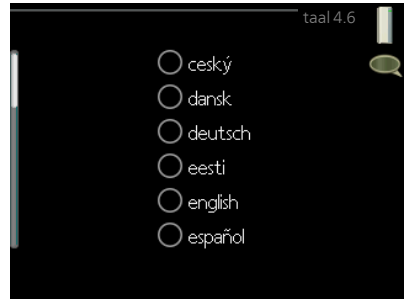 taal 4.6
ceský
dansk
deutsch
eesti
english
español